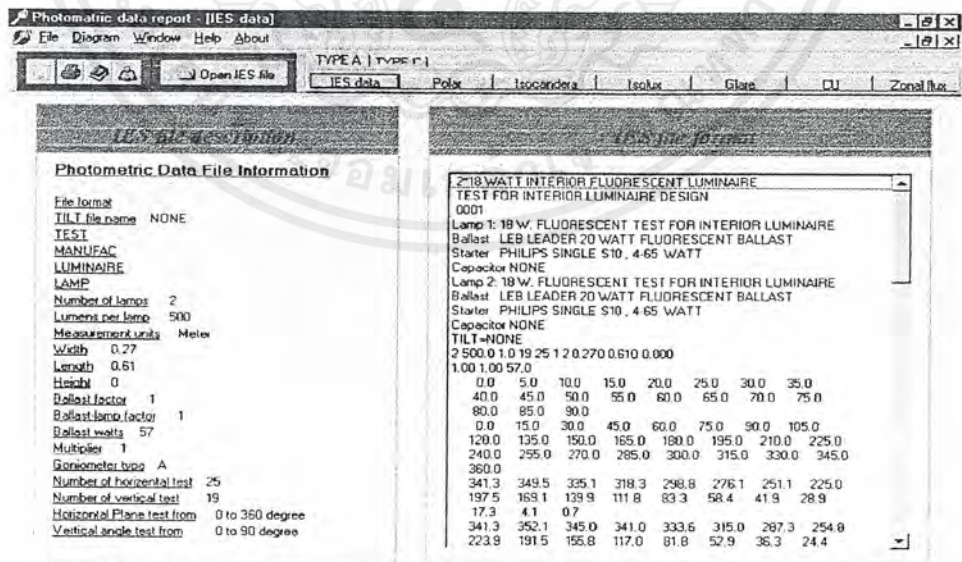 Photomatric data report - [IES data]
File Diagram Window Help About
Open IES file
TYPE A | TYPE C |
IES data Polar Isocandera Isolux Glare CU Zonal flux
IES file description
IES file format
Photometric Data File Information
File format
TILT file name NONE
TEST
MANUFAC
LUMINAIRE
LAMP
Number of lamps 2
Lumens per lamp 500
Measurement units Meter
Width 0.27
Length 0.61
Height 0
Ballast factor 1
Ballast-lamp factor 1
Ballast watts 57
Multiplier 1
Goniometer type A
Number of horizental test 25
Number of vertical test 19
Horizontal Plane test from 0 to 360 degree
Vertical angle test from 0 to 90 degree
2*18 WATT INTERIOR FLUORESCENT LUMINAIRE
TEST FOR INTERIOR LUMINAIRE DESIGN
0001
Lamp 1: 18 W. FLUORESCENT TEST FOR INTERIOR LUMINAIRE
Ballast LEB LEADER 20 WATT FLUORESCENT BALLAST
Starter PHILIPS SINGLE S10 , 4-65 WATT
Capacitor NONE
Lamp 2: 18 W. FLUORESCENT TEST FOR INTERIOR LUMINAIRE
Ballast LEB LEADER 20 WATT FLUORESCENT BALLAST
Starter PHILIPS SINGLE S10 , 4-65 WATT
Capacitor NONE
TILT=NONE
2 500.0 1.0 19 25 1 2 0.270 0.610 0.000
1.00 1.00 57.0
0.0 5.0 10.0 15.0 20.0 25.0 30.0 35.0
40.0 45.0 50.0 55.0 60.0 65.0 70.0 75.0
80.0 85.0 90.0
0.0 15.0 30.0 45.0 60.0 75.0 90.0 105.0
120.0 135.0 150.0 165.0 180.0 195.0 210.0 225.0
240.0 255.0 270.0 285.0 300.0 315.0 330.0 345.0
360.0
341.3 349.5 335.1 318.3 298.8 276.1 251.1 225.0
197.5 169.1 139.9 111.8 83.3 58.4 41.9 28.9
17.3 4.1 0.7
341.3 352.1 345.0 341.0 333.6 315.0 287.3 254.8
223.9 191.5 155.8 117.0 81.8 52.9 36.3 24.4